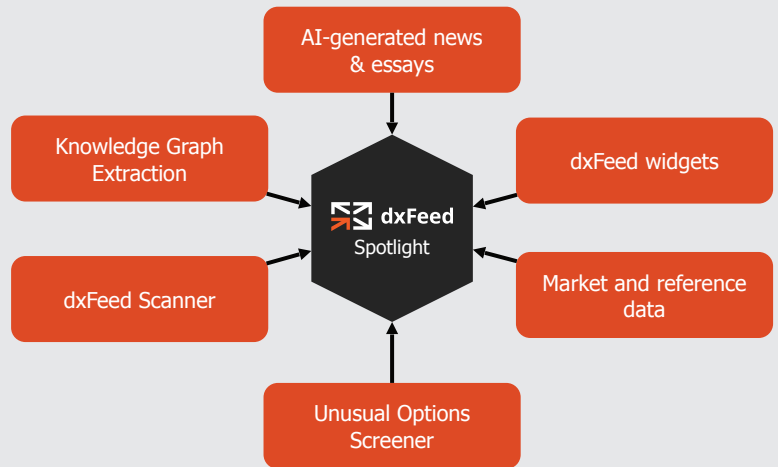 AI-generated news
& essays
Knowledge Graph
Extraction
dxFeed widgets
dxFeed
Spotlight
dxFeed Scanner
Market and reference
data
Unusual Options
Screener